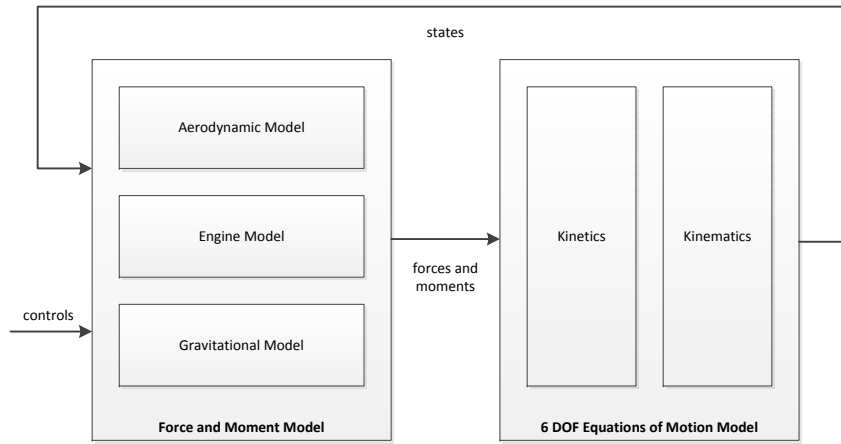 states
Aerodynamic Model
Engine Model
Gravitational Model
controls
Force and Moment Model
forces and
moments
Kinetics
Kinematics
6 DOF Equations of Motion Model